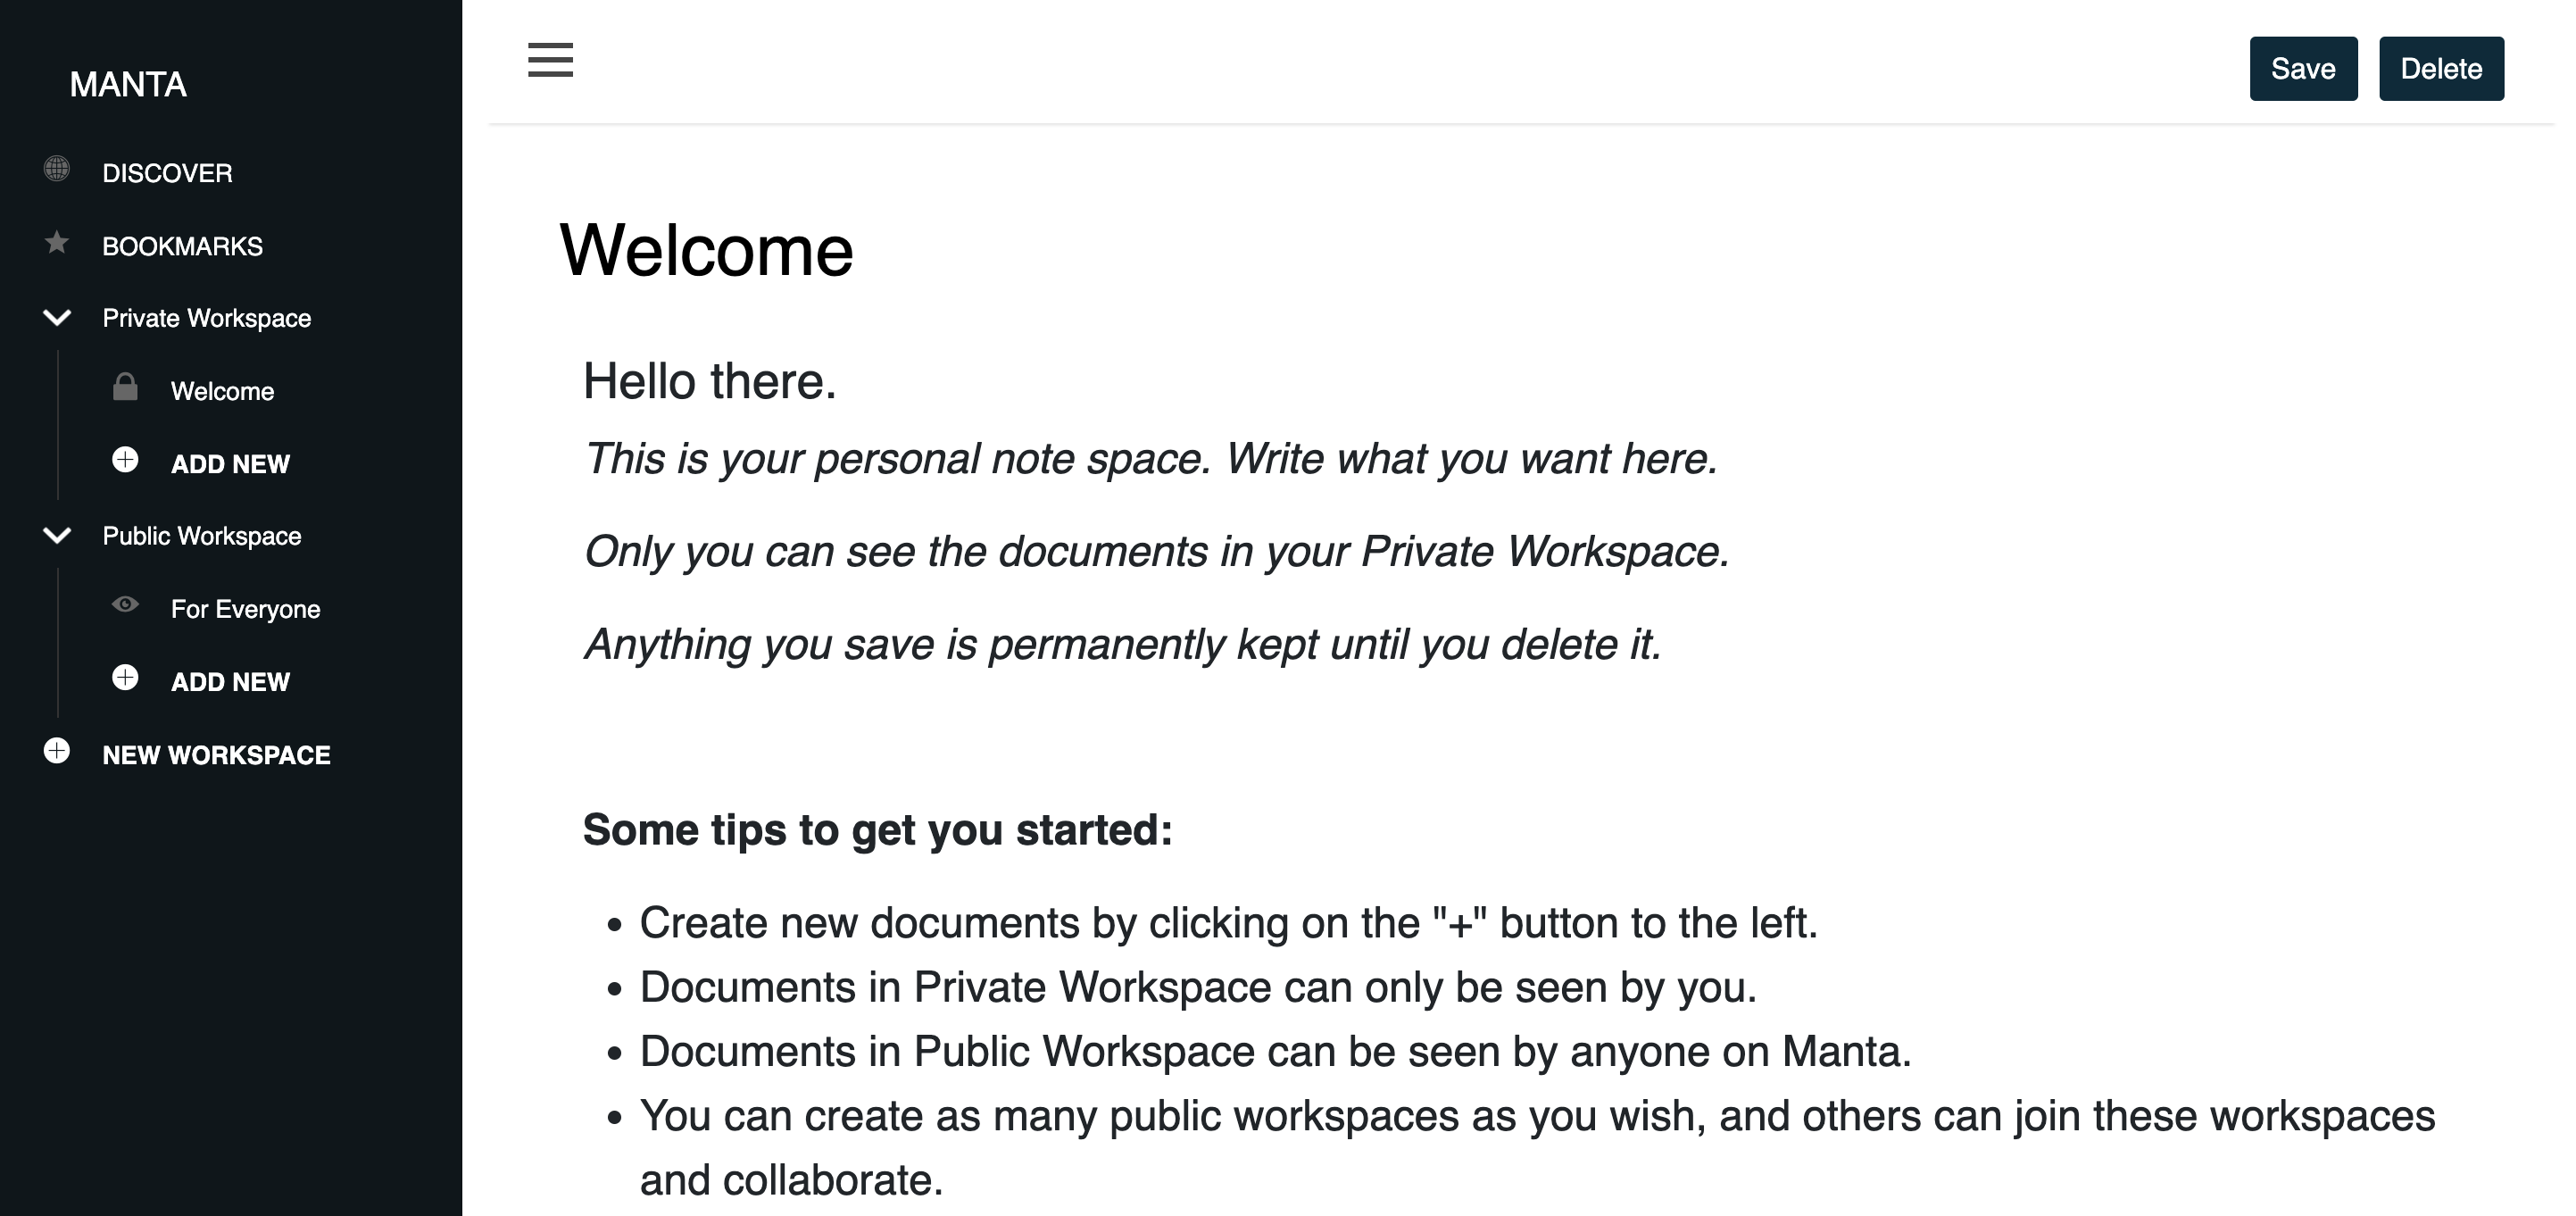 MANTA
DISCOVER
BOOKMARKS
Private Workspace
Welcome
ADD NEW
Public Workspace
For Everyone
ADD NEW
NEW WORKSPACE
Save
Delete
Welcome
Hello there.
This is your personal note space. Write what you want here.
Only you can see the documents in your Private Workspace.
Anything you save is permanently kept until you delete it.
Some tips to get you started:
• Create new documents by clicking on the "+" button to the left.
• Documents in Private Workspace can only be seen by you.
• Documents in Public Workspace can be seen by anyone on Manta.
• You can create as many public workspaces as you wish, and others can join these workspaces
and collaborate.